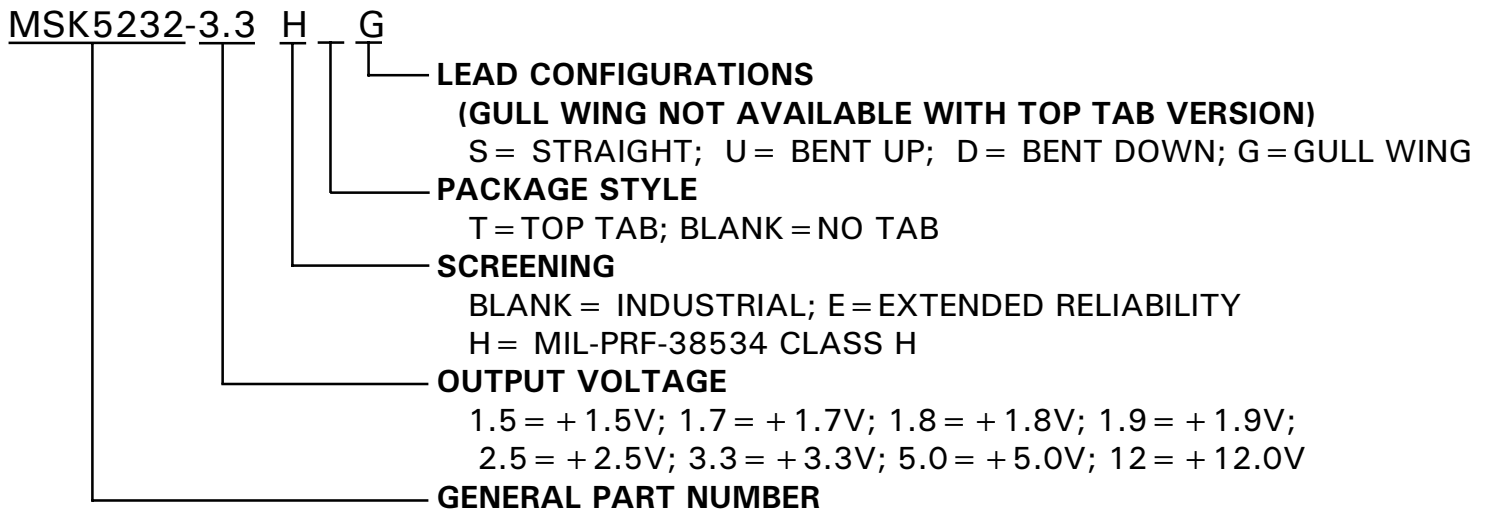 MSK5232-3.3 H _ G
LEAD CONFIGURATIONS
(GULL WING NOT AVAILABLE WITH TOP TAB VERSION)
S= STRAIGHT; U= BENT UP; D= BENT DOWN; G=GULL WING
PACKAGE STYLE
T=TOP TAB; BLANK=NO TAB
SCREENING
BLANK= INDUSTRIAL; E=EXTENDED RELIABILITY
H= MIL-PRF-38534 CLASS H
OUTPUT VOLTAGE
1.5=+1.5V; 1.7=+1.7V; 1.8=+1.8V; 1.9=+1.9V;
2.5=+2.5V; 3.3=+3.3V; 5.0=+5.0V; 12=+12.0V
GENERAL PART NUMBER